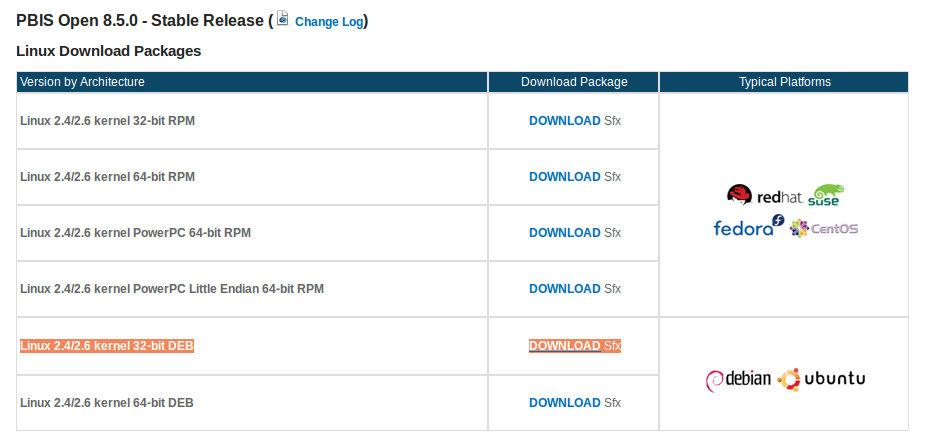 PBIS Open 8.5.0 - Stable Release ( Change Log)
Linux Download Packages
Version by Architecture Download Package Typical Platforms
Linux 2.4/2.6 kernel 32-bit RPM DOWNLOAD Sfx
Linux 2.4/2.6 kernel 64-bit RPM DOWNLOAD Sfx
redhat suse
Linux 2.4/2.6 kernel PowerPC 64-bit RPM DOWNLOAD Sfx
fedora CentOS
Linux 2.4/2.6 kernel PowerPC Little Endian 64-bit RPM DOWNLOAD Sfx
Linux 2.4/2.6 kernel 32-bit DEB DOWNLOAD Sfx
debian ubuntu
Linux 2.4/2.6 kernel 64-bit DEB DOWNLOAD Sfx